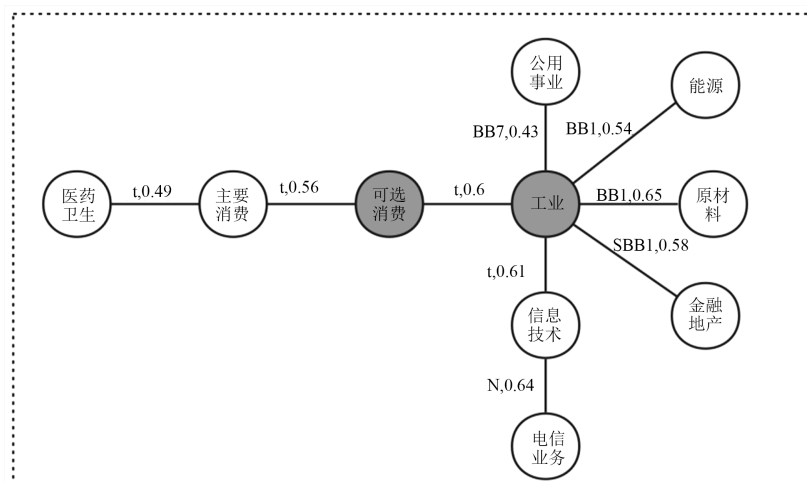 公用
事业
能源
BB7,0.43
BB1,0.54
医药
卫生
t,0.49
主要
消费
t,0.56
可选
消费
t,0.6
工业
BB1,0.65
原材
料
SBB1,0.58
t,0.61
信息
技术
金融
地产
N,0.64
电信
业务